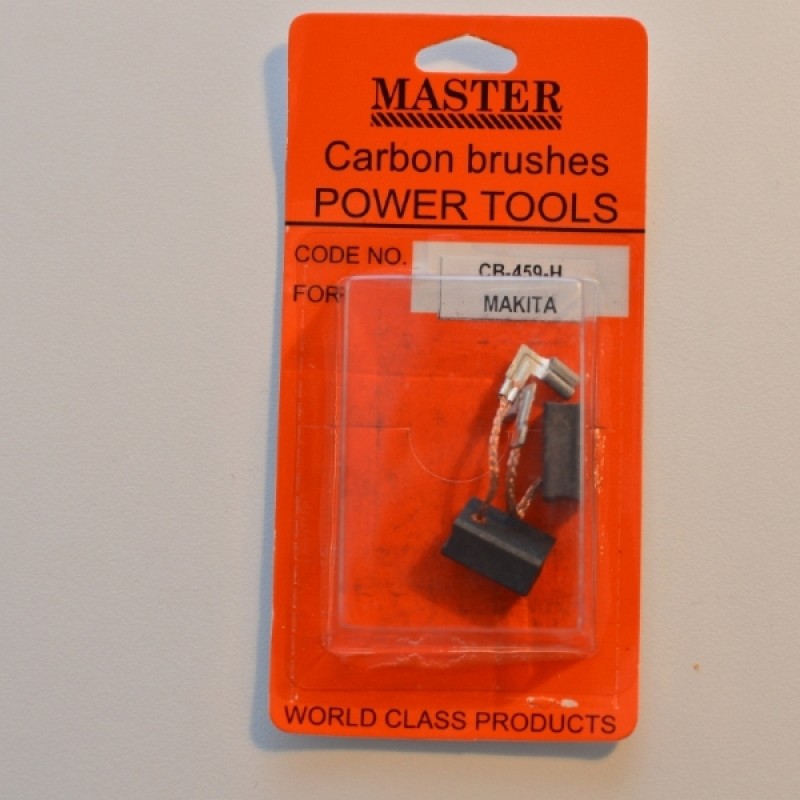 MASTER
Carbon brushes
POWER TOOLS
CODE NO. CB-459-H
FOR MAKITA
WORLD CLASS PRODUCTS